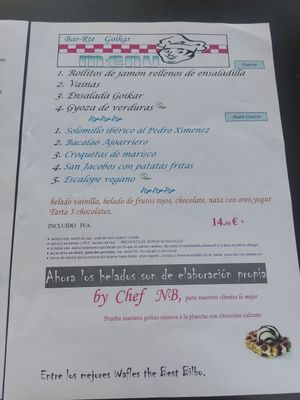 Bar-Rte Goikar
MENU
Starter
1. Rollitos de jamon rellenos de ensaladilla
2. Vainas
3. Ensalada Goikar
4. Gyoza de verduras
Main Course
1. Solomillo iberico al Pedro Ximenez
2. Bacalao Ajoarriero
3. Croquetas de marisco
4. San Jacobos con patatas fritas
5. Escalope vegano
helado vainilla, helado de frutos rojos, chocolate, nata con oreo, yogur
Tarta 3 chocolates,
INCLUIDO IVA
14, €
Ahora los helados son de elaboración propia
by Chef NB, para nuestros clientes lo mejor
Prueba nuestros gofres caseros a la plancha con chocolate caliente
Entre los mejores Wafles the Best Bilbo.